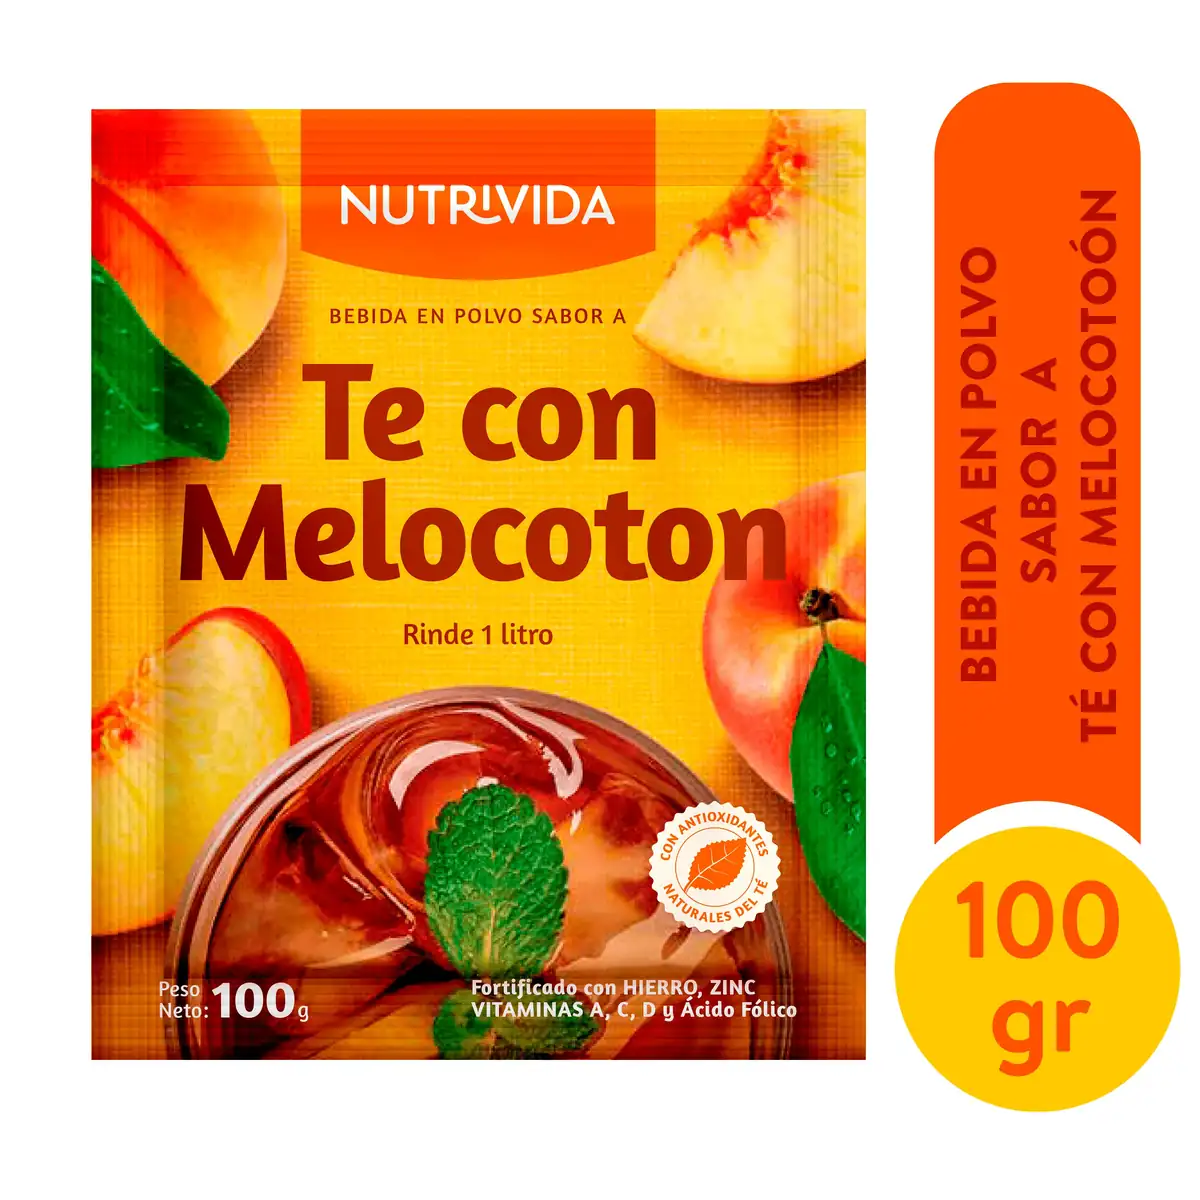 NUTRIVIDA
BEBIDA EN POLVO SABOR A
Te con
Melocoton
Rinde 1 litro
CON ANTIOXIDANTES
NATURALES DEL TÉ
Peso
Neto: 100g
Fortificado con HIERRO, ZINC
VITAMINAS A, C, D y Ácido Fólico
BEBIDA EN POLVO
SABOR A
TÉ CON MELOCOTOÓN
100
gr